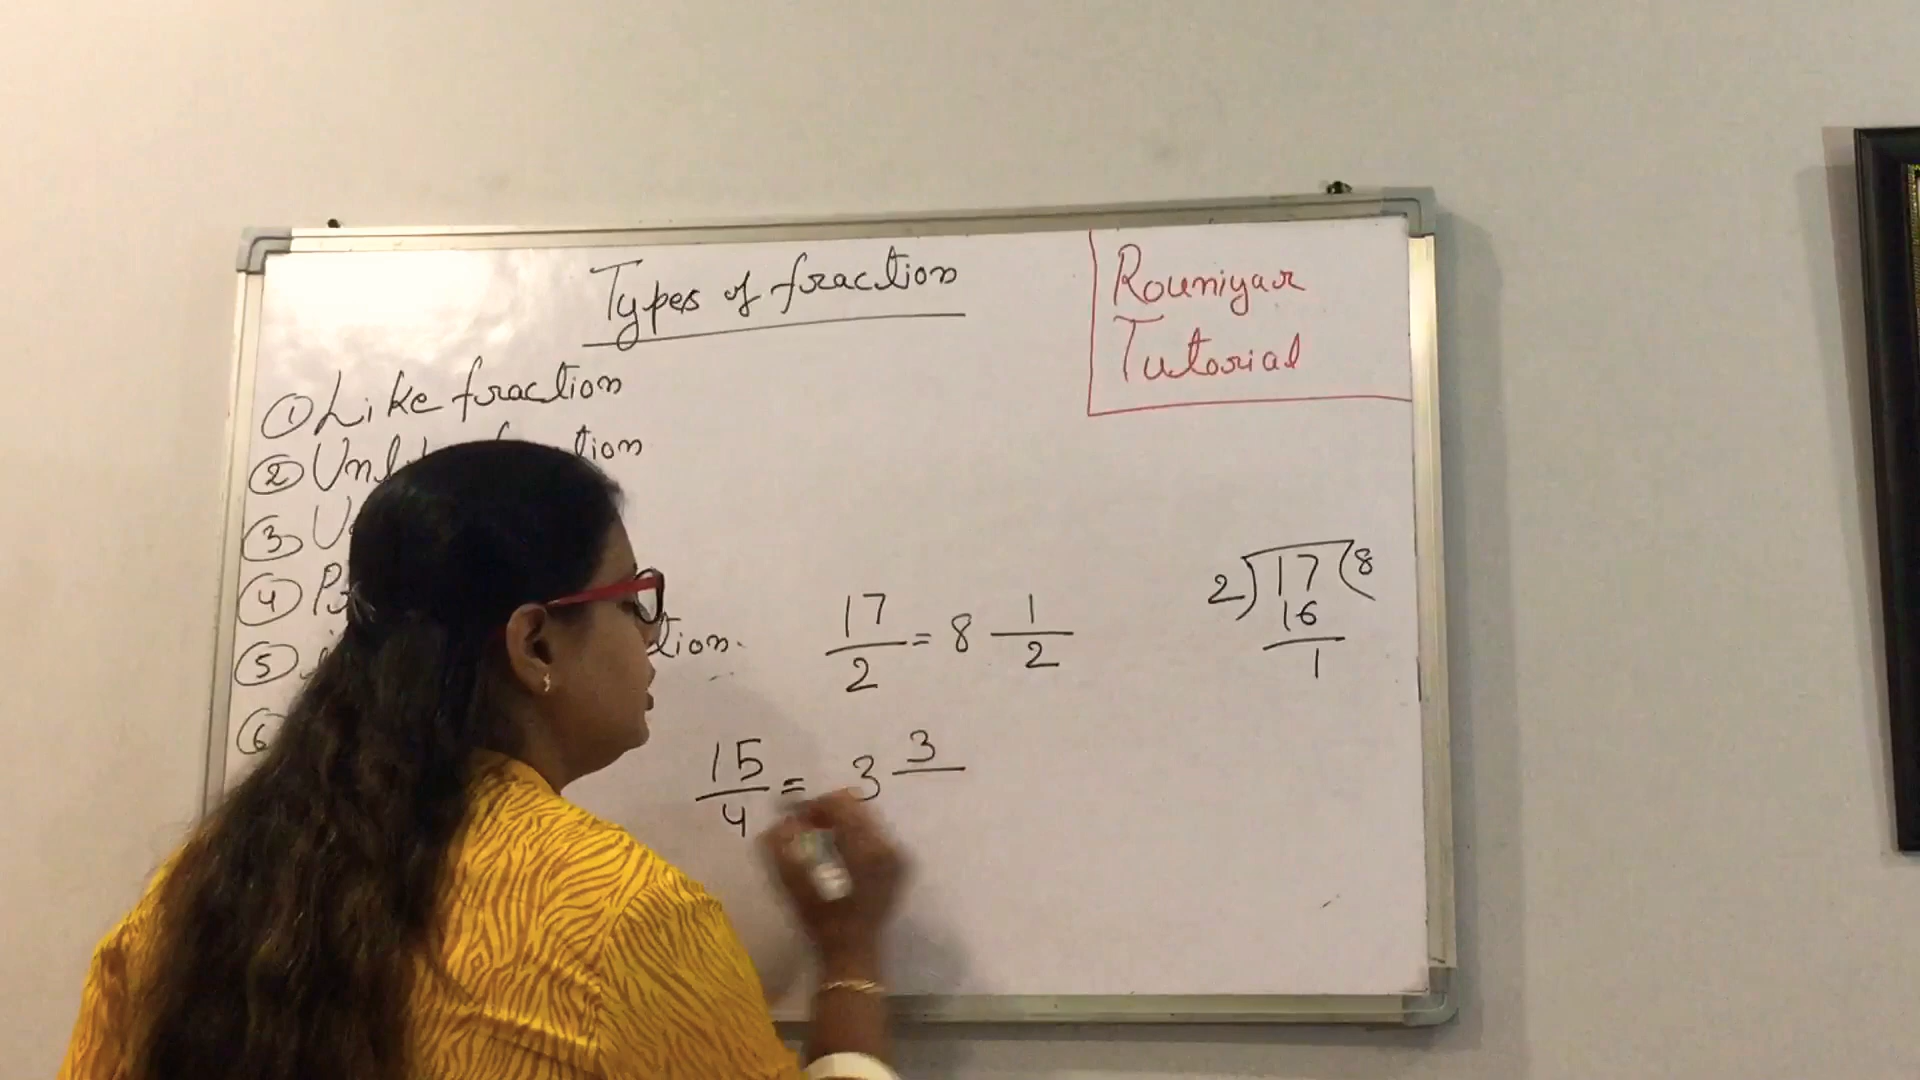 Types of fraction
Rouniyar
Tutorial
① Like fraction
②
③
④
⑤
⑥
17/2 = 8 1/2
2)17(8
16
1
15/4 = 3 3/